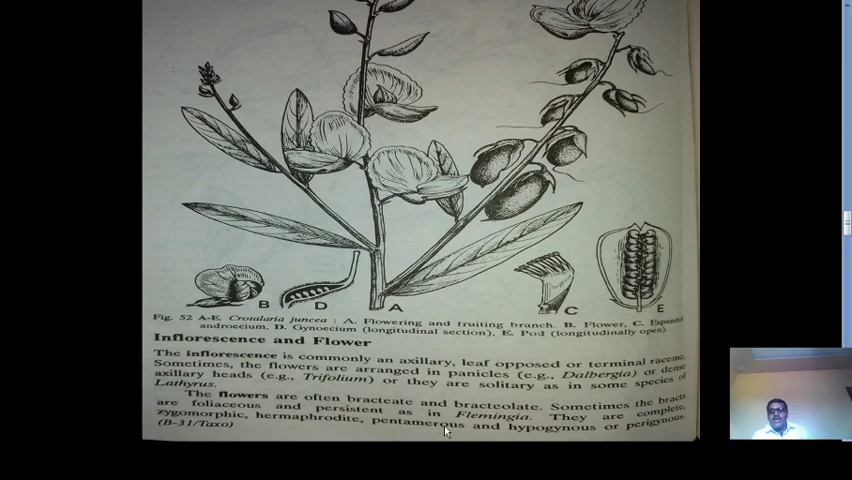 B
D
A
C
E
Fig. 52 A-E. Crotalaria juncea : A. Flowering and fruiting branch. B. Flower, C. Expanded
androecium, D. Gynoecium (longitudinal section), E. Pod (longitudinally open).
Inflorescence and Flower
The inflorescence is commonly an axillary, leaf opposed or terminal raceme.
Sometimes, the flowers are arranged in panicles (e.g., Dalbergia) or dense
axillary heads (e.g., Trifolium) or they are solitary as in some species of
Lathyrus.
The flowers are often bracteate and bracteolate. Sometimes the bracts
are foliaceous and persistent as in Flemingia. They are complete,
zygomorphic, hermaphrodite, pentamerous and hypogynous or perigynous.
(B-31/Taxo)